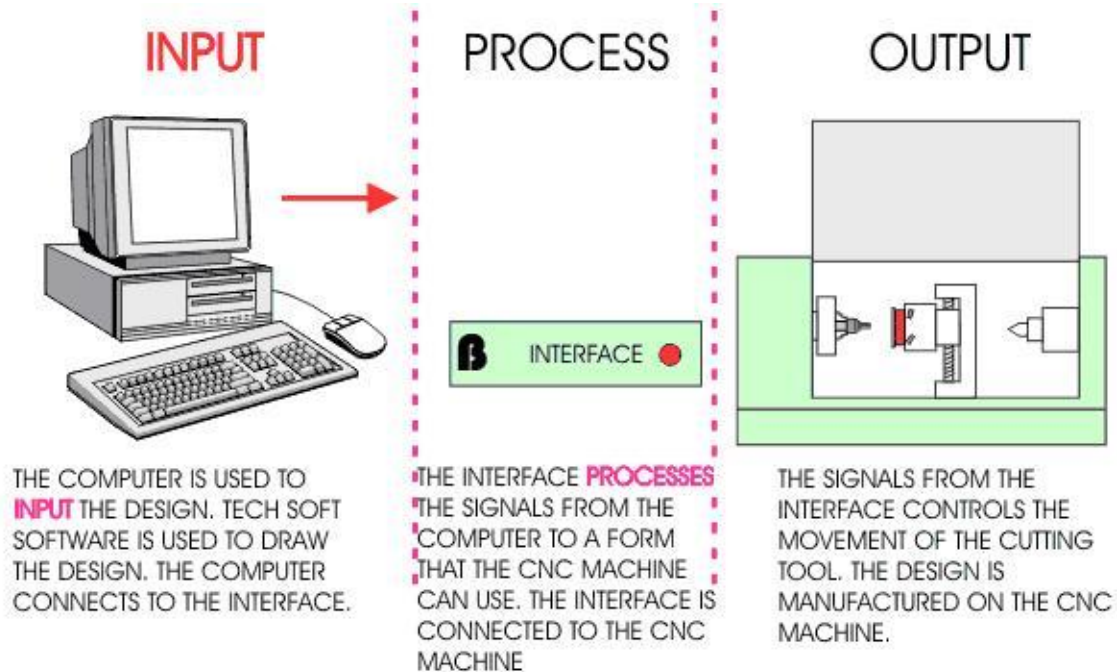 INPUT
PROCESS
OUTPUT
ß INTERFACE
THE COMPUTER IS USED TO
INPUT THE DESIGN. TECH SOFT
SOFTWARE IS USED TO DRAW
THE DESIGN. THE COMPUTER
CONNECTS TO THE INTERFACE.
THE INTERFACE PROCESSES
THE SIGNALS FROM THE
COMPUTER TO A FORM
THAT THE CNC MACHINE
CAN USE. THE INTERFACE IS
CONNECTED TO THE CNC
MACHINE
THE SIGNALS FROM THE
INTERFACE CONTROLS THE
MOVEMENT OF THE CUTTING
TOOL. THE DESIGN IS
MANUFACTURED ON THE CNC
MACHINE.